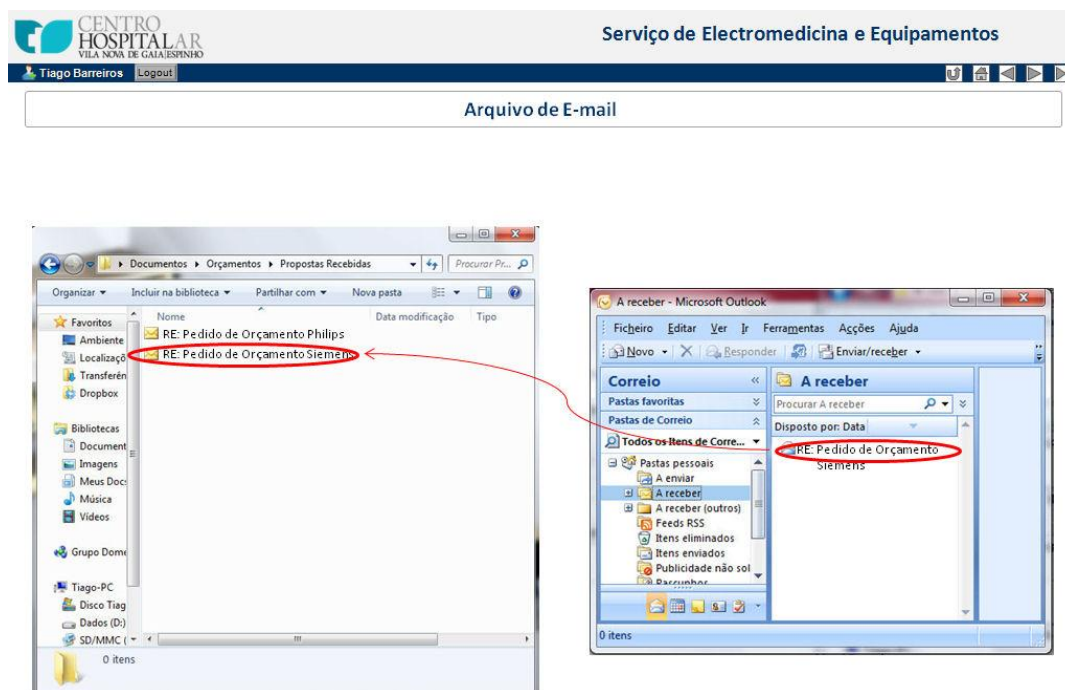 CENTRO
HOSPITALAR
VILA NOVA DE GAIA|ESPINHO
Serviço de Electromedicina e Equipamentos
Tiago Barreiros Logout
Arquivo de E-mail
Documentos Orçamentos Propostas Recebidas
Procurar Pr...
Organizar Incluir na biblioteca Partilhar com Nova pasta
Nome Data modificação Tipo
Favoritos
Ambiente
Localizaçõ
Transferên
Dropbox
Bibliotecas
Document
Imagens
Meus Doc
Música
Vídeos
Grupo Dome
Tiago-PC
Disco Tiag
Dados (D:)
SD/MMC (
RE: Pedido de Orçamento Philips
RE: Pedido de Orçamento Siemens
0 itens
A receber - Microsoft Outlook
Ficheiro Editar Ver Ir Ferramentas Acções Ajuda
Novo Responder Enviar/receber
Correio
Pastas favoritas
Pastas de Correio
Todos os Itens de Corre...
Pastas pessoais
A enviar
A receber
A receber (outros)
Feeds RSS
Itens eliminados
Itens enviados
Publicidade não sol
Rascunhos
A receber
Procurar A receber
Disposto por: Data
RE: Pedido de Orçamento
Siemens
0 itens